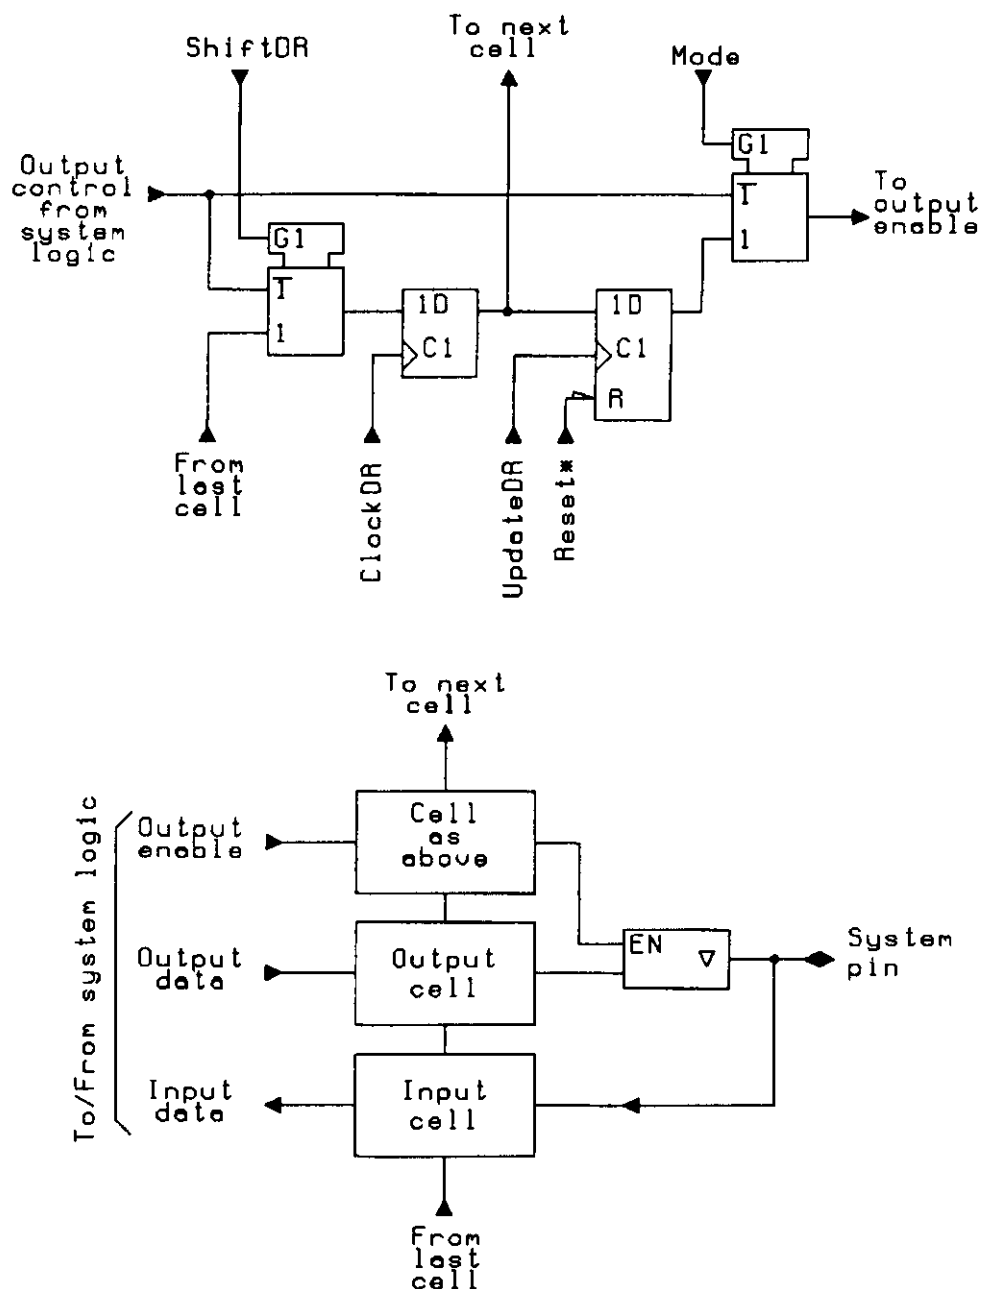 ShiftDR
To next
cell
Mode
G1
Output
control
from
system
logic
To
output
enable
1
1
G1
1
1
1D
C1
1D
C1
R
From
last
cell
ClockDR
UpdateDR
Reset*
To next
cell
To/From system logic
Output
enable
Cell
as
above
Output
data
Output
cell
EN
System
pin
Input
data
Input
cell
From
last
cell